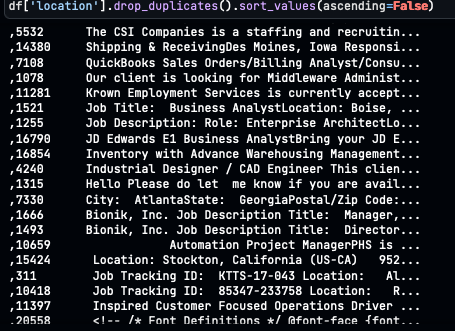 df['location'].drop_duplicates().sort_values(ascending=False)
,5532 The CSI Companies is a staffing and recruitin...
,14380 Shipping & ReceivingDes Moines, Iowa Responsi...
,7108 QuickBooks Sales Orders/Billing Analyst/Consu...
,1078 Our client is looking for Middleware Administ...
,11281 Krown Employment Services is currently accept...
,1521 Job Title: Business AnalystLocation: Boise, ...
,1255 Job Description: Role: Enterprise ArchitectLo...
,16790 JD Edwards E1 Business AnalystBring your JD E...
,16854 Inventory with Advance Warehousing Management...
,4240 Industrial Designer / CAD Engineer This clien...
,1315 Hello Please do let me know if you are avail...
,7330 City: AtlantaState: GeorgiaPostal/Zip Code:...
,1666 Bionik, Inc. Job Description Title: Manager,...
,1493 Bionik, Inc. Job Description Title: Director...
,10659 Automation Project ManagerPHS is ...
,15424 Location: Stockton, California (US-CA) 952...
,311 Job Tracking ID: KTTS-17-043 Location: Al...
,10418 Job Tracking ID: 85347-233758 Location: R...
,11397 Inspired Customer Focused Operations Driver ...
,20558 <!-- /* Font Definitions */ @font-face {font...